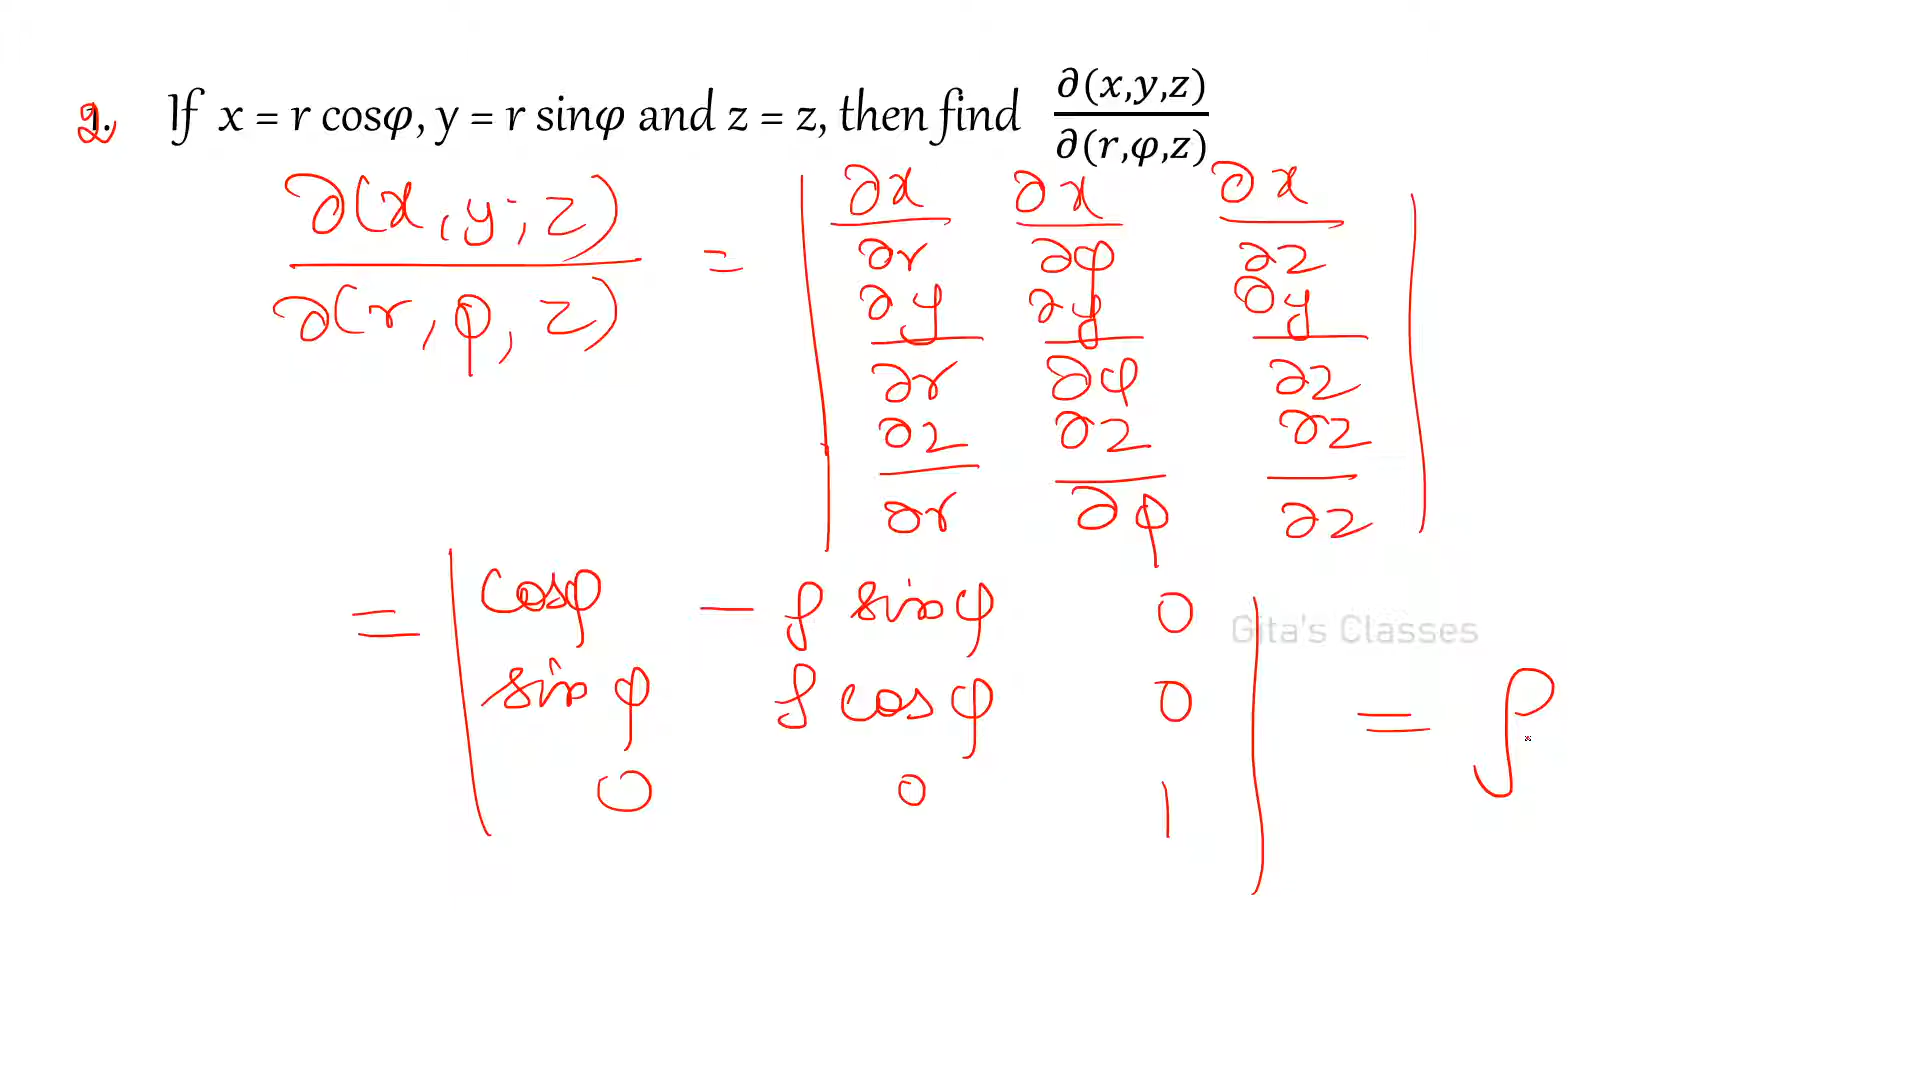 2. If x = r cosφ, y = r sinφ and z = z, then find ∂(x,y,z)/∂(r,φ,z)
∂(x,y,z)/∂(r,φ,z) = | ∂x/∂r ∂x/∂φ ∂x/∂z |
| ∂y/∂r ∂y/∂φ ∂y/∂z |
| ∂z/∂r ∂z/∂φ ∂z/∂z |
= | cosφ - ρ sinφ 0 |
Gita's Classes
| sinφ ρ cosφ 0 | = ρ
| 0 0 1 |